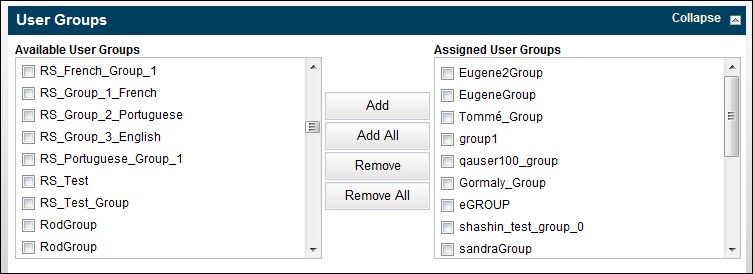 User Groups
Collapse
Available User Groups
RS_French_Group_1
RS_Group_1_French
RS_Group_2_Portuguese
RS_Group_3_English
RS_Portuguese_Group_1
RS_Test
RS_Test_Group
RodGroup
RodGroup
Add
Add All
Remove
Remove All
Assigned User Groups
Eugene2Group
EugeneGroup
Tommé_Group
group1
qauser100_group
Gormaly_Group
eGROUP
shashin_test_group_0
sandraGroup